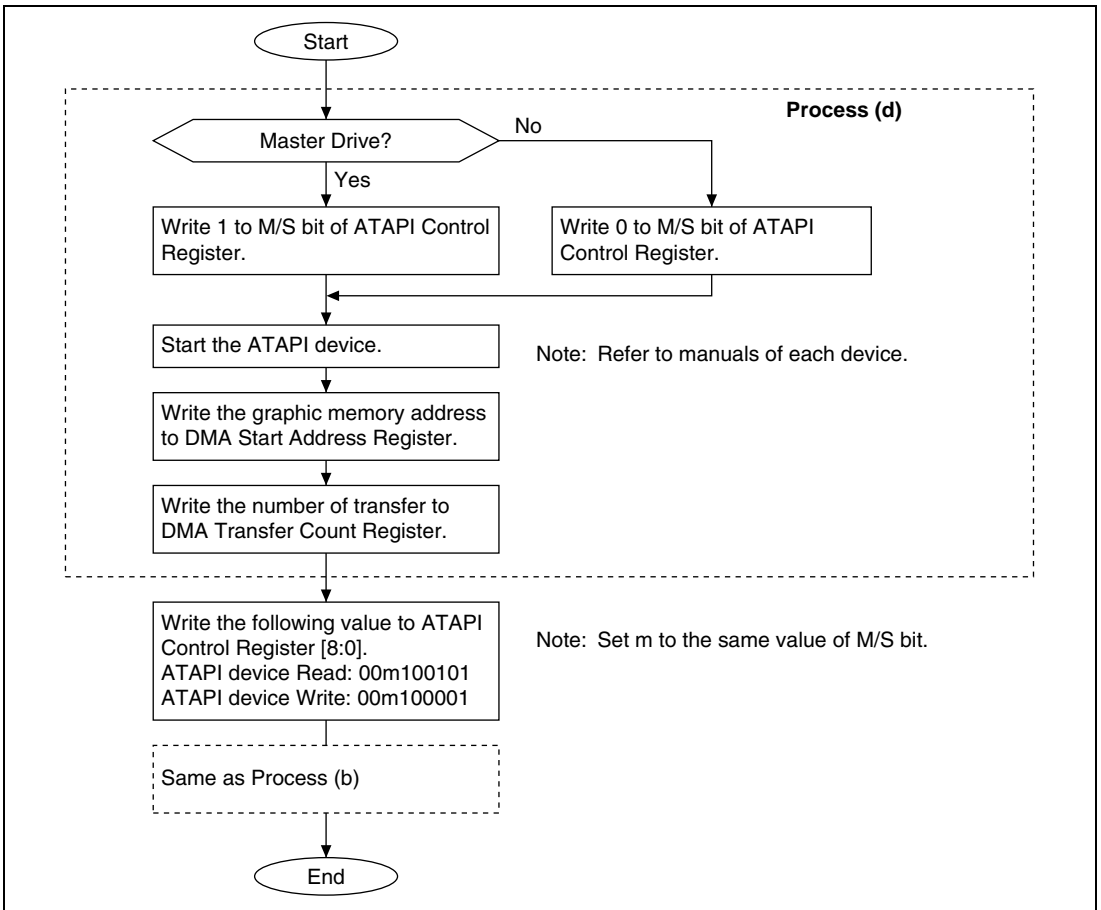 Start
Process (d)
Master Drive?
No
Yes
Write 1 to M/S bit of ATAPI Control
Register.
Write 0 to M/S bit of ATAPI
Control Register.
Start the ATAPI device.
Note: Refer to manuals of each device.
Write the graphic memory address
to DMA Start Address Register.
Write the number of transfer to
DMA Transfer Count Register.
Write the following value to ATAPI
Control Register [8:0].
ATAPI device Read: 00m100101
ATAPI device Write: 00m100001
Note: Set m to the same value of M/S bit.
Same as Process (b)
End